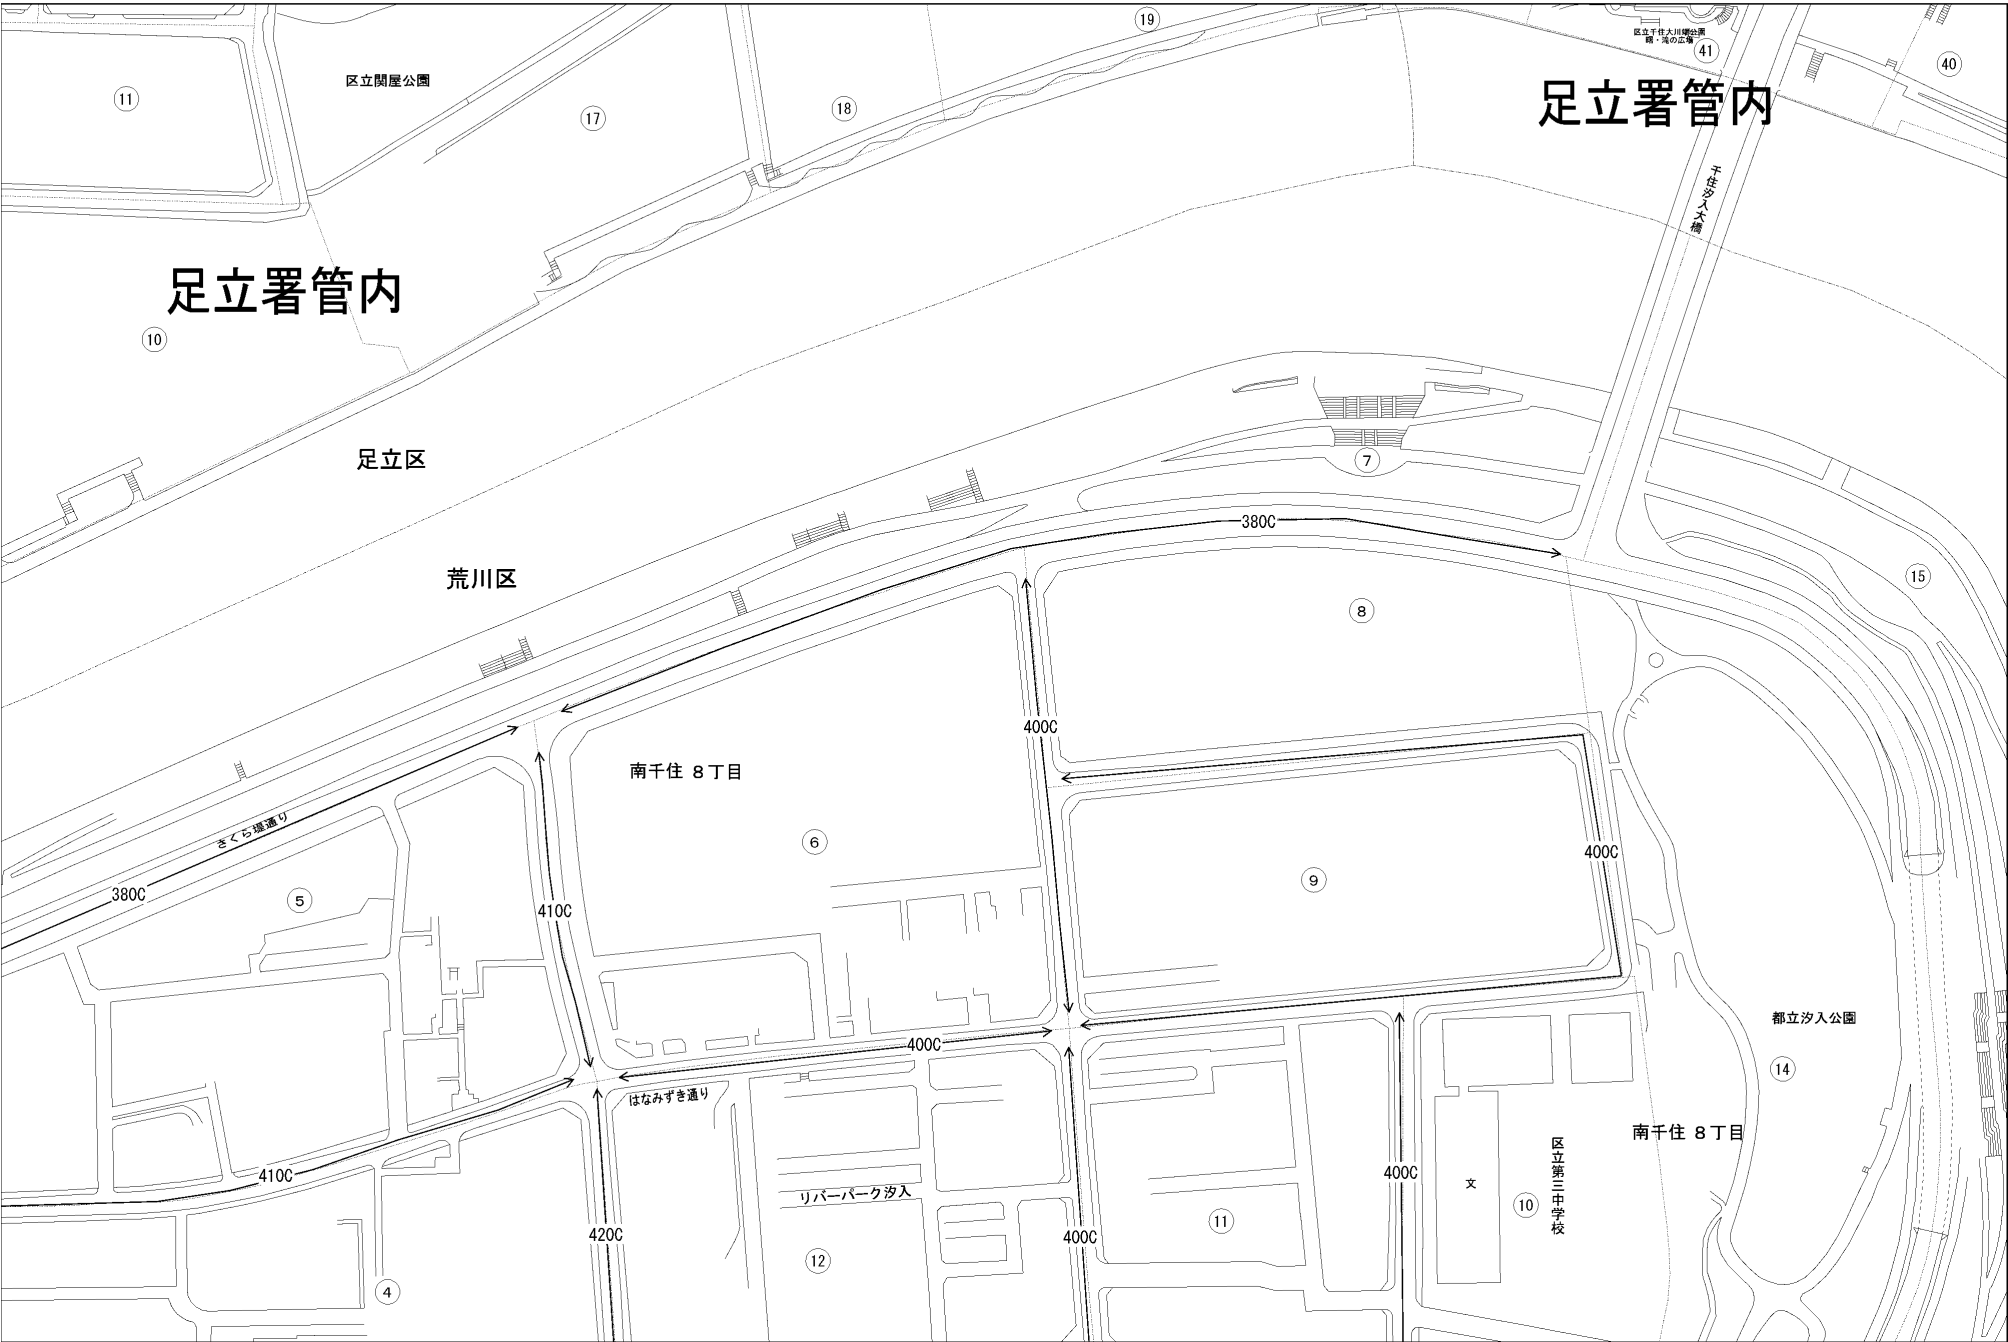 ⑲
区立千住大川端公園
曙・滝の広場
㊶
㊵
区立関屋公園
⑪
⑰
⑱
足立署管内
千住汐入大橋
足立署管内
⑩
足立区
⑦
380C
荒川区
⑮
⑧
400C
南千住 8丁目
⑥
さくら堤通り
400C
⑨
380C
⑤
410C
都立汐入公園
400C
⑭
はなみずき通り
南千住 8丁目
区立第三中学校
410C
400C
文
リバーパーク汐入
⑩
⑪
420C
400C
⑫
④